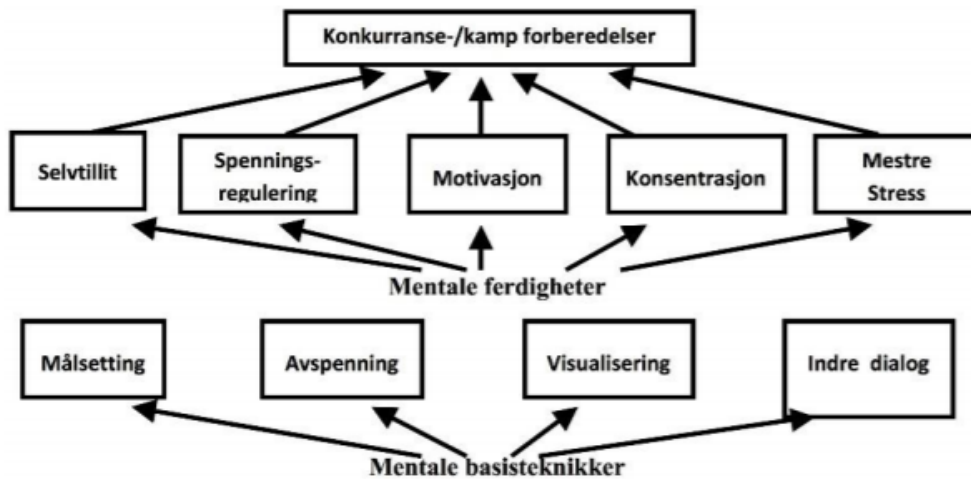 Konkurranse-/kamp forberedelser
Selvtillit
Spennings-
regulering
Motivasjon
Konsentrasjon
Mestre
Stress
Mentale ferdigheter
Målsetting
Avspenning
Visualisering
Indre dialog
Mentale basisteknikker